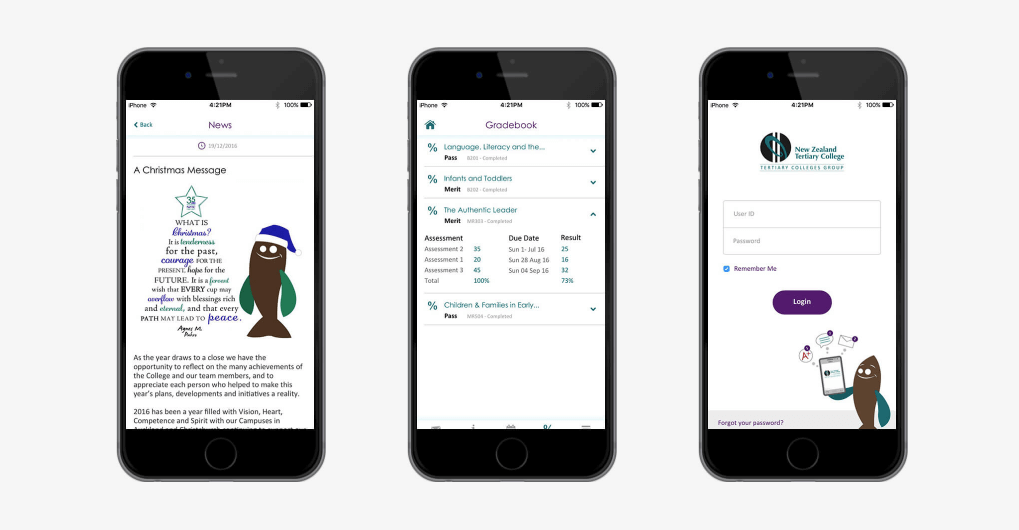 iPhone 4:21PM 100%
Back News
19/12/2016
A Christmas Message
35
WHAT IS
Christmas?
It is tenderness
for the past,
courage FOR THE
PRESENT, hope for the
FUTURE. It is a fervent
wish that EVERY cup may
overflow with blessings rich
and eternal, and that every
PATH MAY LEAD TO peace.
Agnes M.
Pahro
As the year draws to a close we have the
opportunity to reflect on the many achievements of
the College and our team members, and to
appreciate each person who helped to make this
year's plans, developments and initiatives a reality.
2016 has been a year filled with Vision, Heart,
Competence and Spirit with our Campuses in
Auckland and Christchurch continuing to support our
iPhone 4:21PM 100%
Gradebook
% Language, Literacy and the...
Pass B201 - Completed
% Infants and Toddlers
Merit B202 - Completed
% The Authentic Leader
Merit MR303 - Completed
Assessment Due Date Result
Assessment 2 35 Sun 1- Jul 16 25
Assessment 1 20 Sun 28 Aug 16 16
Assessment 3 45 Sun 04 Sep 16 32
Total 100% 73%
% Children & Families in Early...
Pass MR504 - Completed
%
iPhone 4:21PM 100%
New Zealand
Tertiary College
TERTIARY COLLEGES GROUP
User ID
Password
Remember Me
Login
A+
Forgot your password?